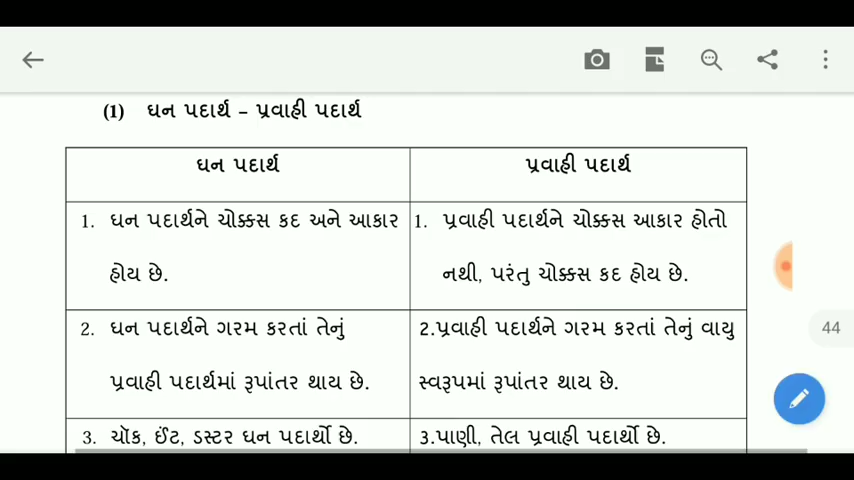 (1) ઘન પદાર્થ – પ્રવાહી પદાર્થ
ઘન પદાર્થ
પ્રવાહી પદાર્થ
1. ઘન પદાર્થને ચોક્કસ કદ અને આકાર
હોય છે.
1. પ્રવાહી પદાર્થને ચોક્કસ આકાર હોતો
નથી, પરંતુ ચોક્કસ કદ હોય છે.
2. ઘન પદાર્થને ગરમ કરતાં તેનું
પ્રવાહી પદાર્થમાં રૂપાંતર થાય છે.
2.પ્રવાહી પદાર્થને ગરમ કરતાં તેનું વાયુ
સ્વરૂપમાં રૂપાંતર થાય છે.
3. ચૉક, ઈંટ, ડસ્ટર ઘન પદાર્થો છે.
૩.પાણી, તેલ પ્રવાહી પદાર્થો છે.
44